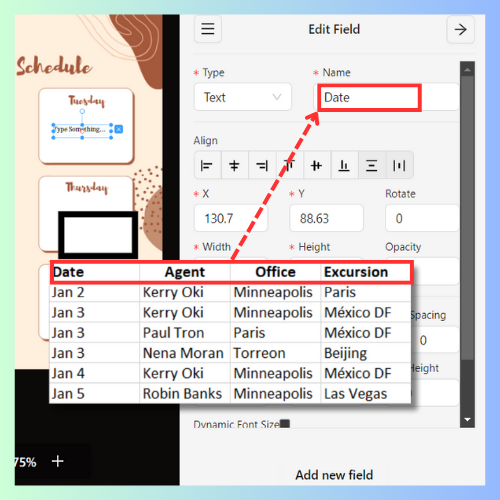 Schedule
Tuesday
Type Something...
Thursday
Edit Field
* Type
* Name
Text
Date
Align
* X
* Y
Rotate
130.7
88.63
0
* Width
* Height
Opacity
Date Agent Office Excursion
Jan 2 Kerry Oki Minneapolis Paris
Jan 3 Kerry Oki Minneapolis México DF
Jan 3 Paul Tron Paris México DF
Jan 3 Nena Moran Torreon Beijing
Jan 4 Kerry Oki Minneapolis México DF
Jan 5 Robin Banks Minneapolis Las Vegas
Spacing
0
Height
Dynamic Font Size
75%
+
Add new field